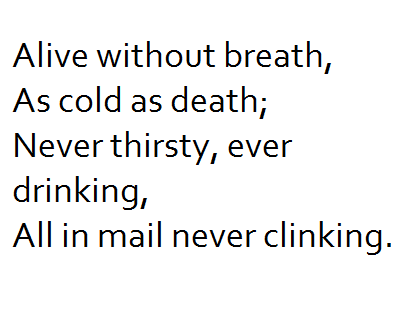 Alive without breath,
As cold as death;
Never thirsty, ever
drinking,
All in mail never clinking.